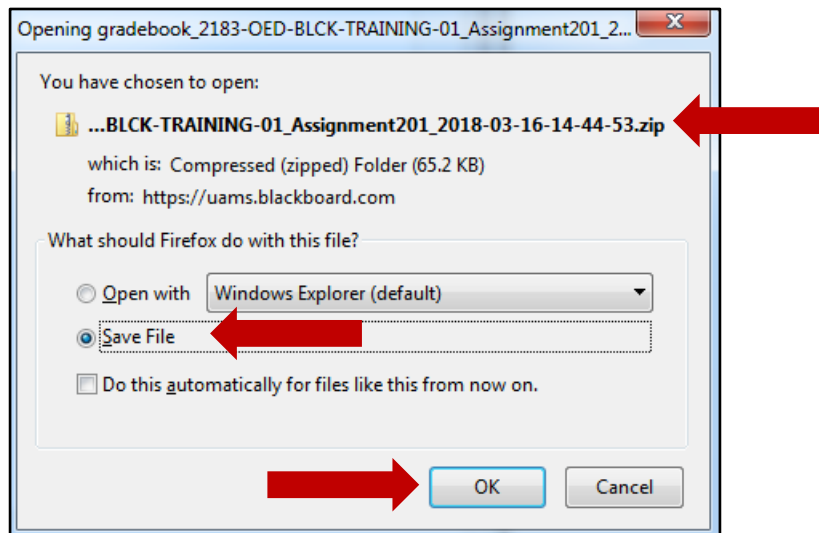 Opening gradebook_2183-OED-BLCK-TRAINING-01_Assignment201_2...
You have chosen to open:
...BLCK-TRAINING-01_Assignment201_2018-03-16-14-44-53.zip
which is: Compressed (zipped) Folder (65.2 KB)
from: https://uams.blackboard.com
What should Firefox do with this file?
Open with Windows Explorer (default)
Save File
Do this automatically for files like this from now on.
OK Cancel